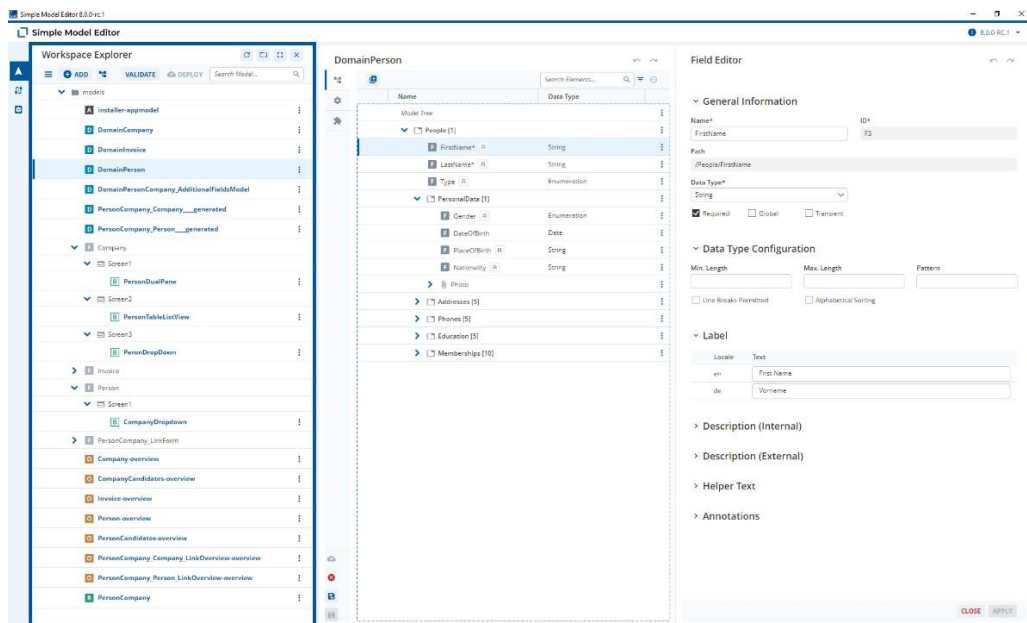 Simple Model Editor 8.0.0-rc.1
Simple Model Editor
8.0.0-RC.1
Workspace Explorer
ADD
VALIDATE
DEPLOY
Search Model...
models
A installer-appmodel
D DomainCompany
D DomainInvoice
D DomainPerson
D DomainPersonCompany_AdditionalFieldsModel
D PersonCompany_Company___generated
D PersonCompany_Person___generated
F Company
Screen1
B PersonDualPane
Screen2
B PersonTableListView
Screen3
B PeronDropDown
F Invoice
F Person
Screen1
B CompanyDropdown
F PersonCompany_LinkForm
O Company-overview
O CompanyCandidates-overview
O Invoice-overview
O Person-overview
O PersonCandidates-overview
O PersonCompany_Company_LinkOverview-overview
O PersonCompany_Person_LinkOverview-overview
R PersonCompany
DomainPerson
Search Elements...
Name Data Type
Model Tree
People [1]
F FirstName* String
F LastName* String
F Type Enumeration
PersonalData [1]
F Gender Enumeration
F DateOfBirth Date
F PlaceOfBirth String
F Nationality String
Photo
Addresses [5]
Phones [5]
Education [5]
Memberships [10]
Field Editor
General Information
Name* ID*
FirstName F3
Path
/People/FirstName
Data Type*
String
Required Global Transient
Data Type Configuration
Min. Length Max. Length Pattern
Line Breaks Permitted Alphabetical Sorting
Label
Locale Text
en First Name
de Vorname
Description (Internal)
Description (External)
Helper Text
Annotations
CLOSE APPLY